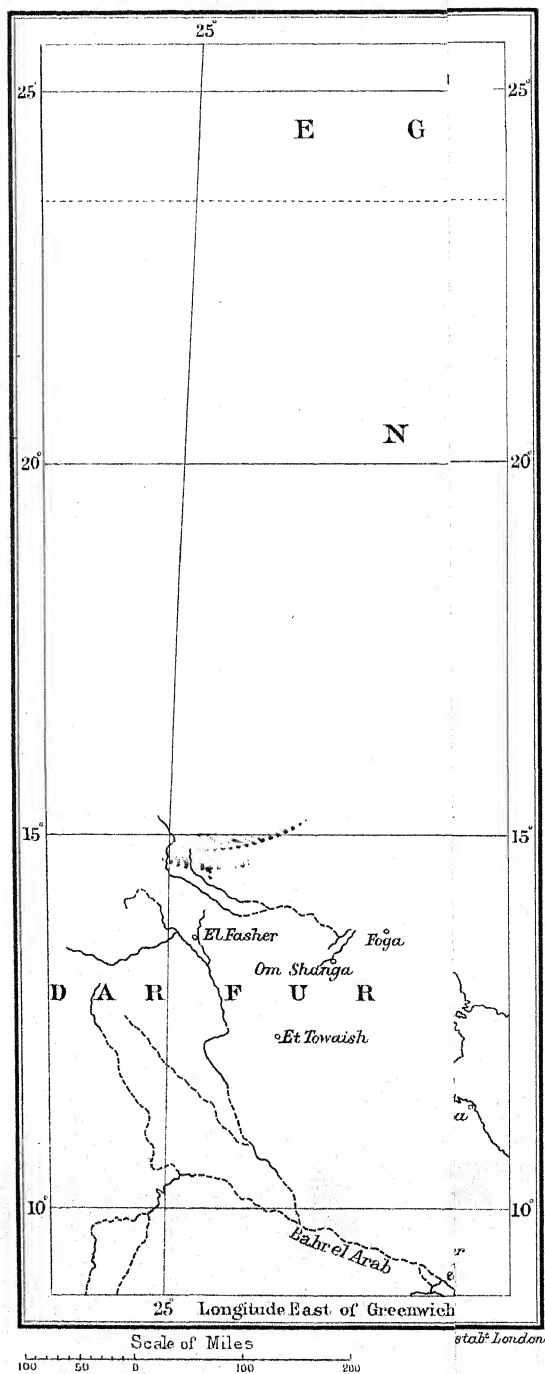 25°
25° 25°
E G
N
20° 20°
15° 15°
El Fasher
Foga
Om Shanga
D A R F U R
Et Towaish
a
10° 10°
Bahr el Arab
r
e
25° Longitude East of Greenwich
Scale of Miles
stabt London
100 50 0 100 200